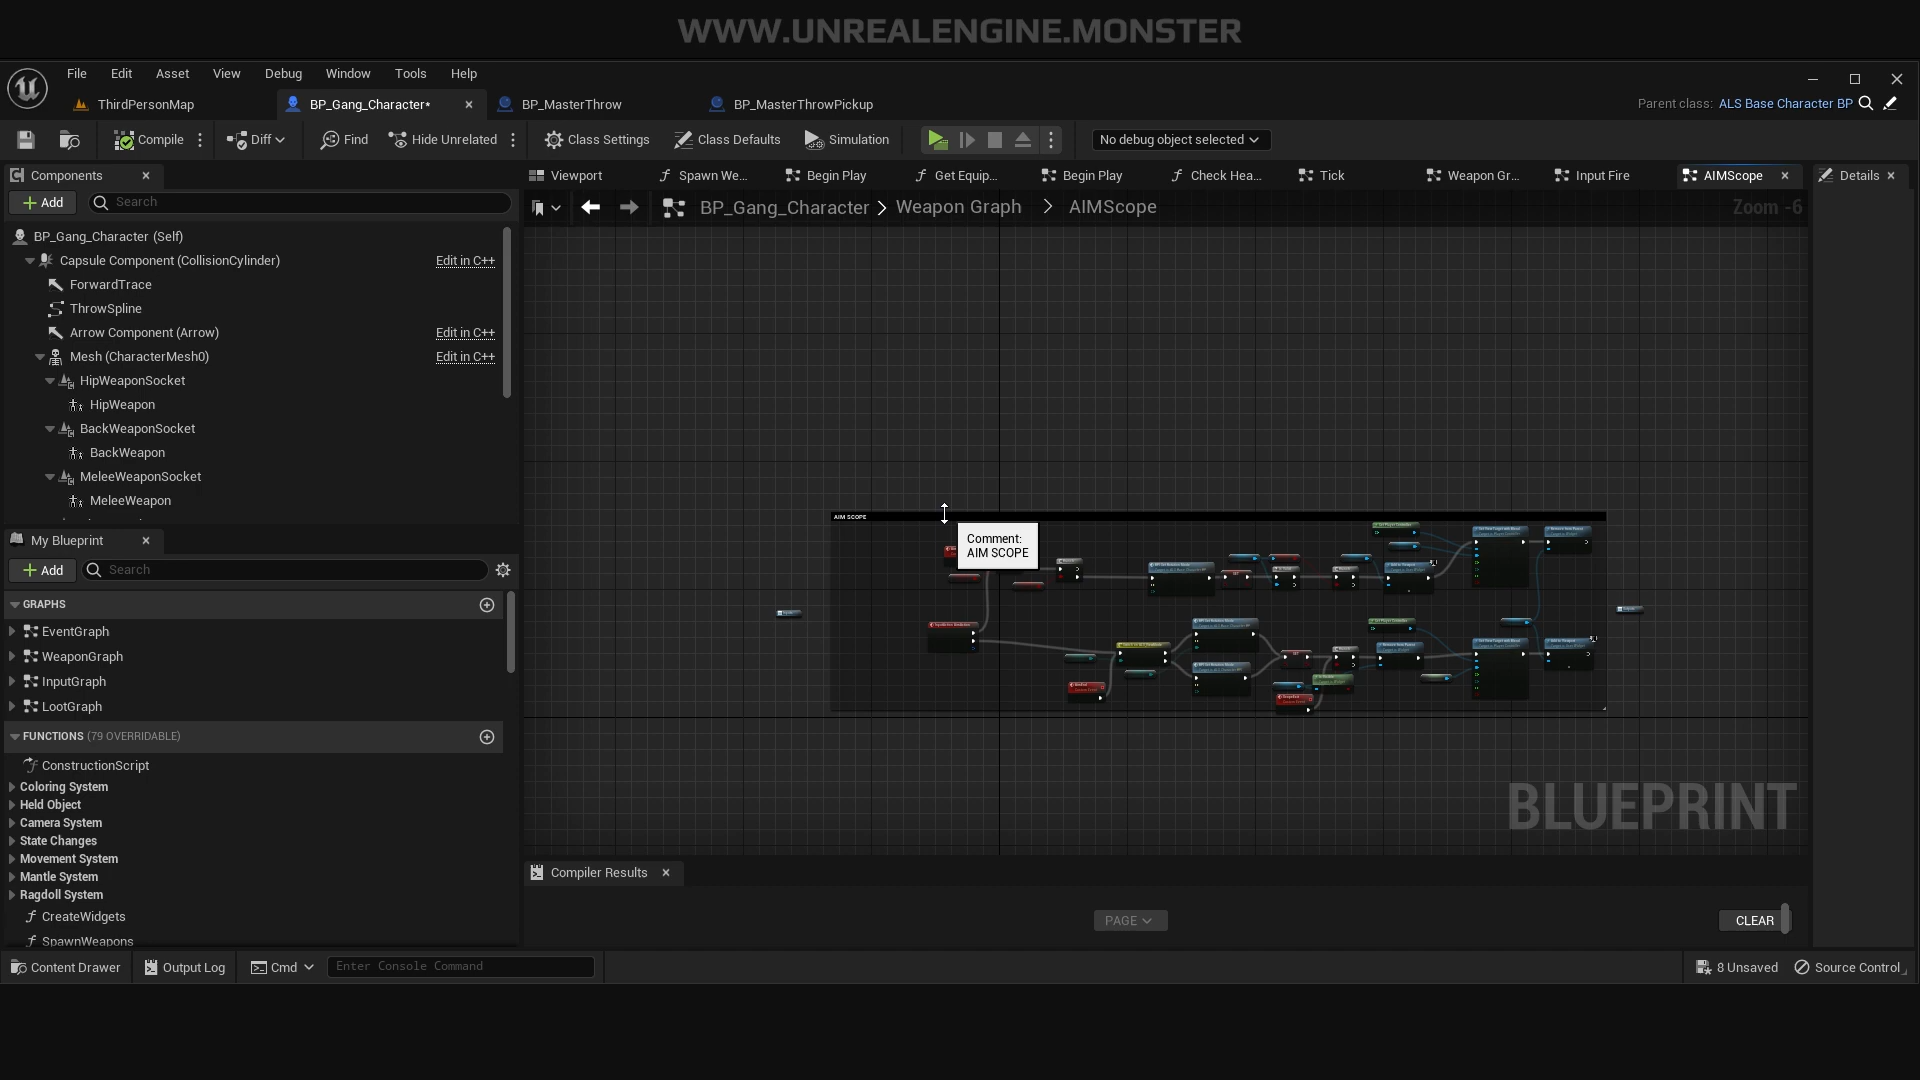 WWW.UNREALENGINE.MONSTER
File Edit Asset View Debug Window Tools Help
ThirdPersonMap BP_Gang_Character* BP_MasterThrow BP_MasterThrowPickup Parent class: ALS Base Character BP
Compile Diff Find Hide Unrelated Class Settings Class Defaults Simulation No debug object selected
Components
Viewport Spawn We... Begin Play Get Equip... Begin Play Check Hea... Tick Weapon Gr... Input Fire AIMScope Details
Add Search
BP_Gang_Character Weapon Graph AIMScope Zoom -6
BP_Gang_Character (Self)
Capsule Component (CollisionCylinder) Edit in C++
ForwardTrace
ThrowSpline
Arrow Component (Arrow) Edit in C++
Mesh (CharacterMesh0) Edit in C++
HipWeaponSocket
HipWeapon
BackWeaponSocket
BackWeapon
MeleeWeaponSocket
MeleeWeapon
AIM SCOPE
Comment:
AIM SCOPE
My Blueprint
Add Search
GRAPHS
EventGraph
WeaponGraph
InputGraph
LootGraph
FUNCTIONS (79 OVERRIDABLE)
ConstructionScript
Coloring System
Held Object
Camera System
State Changes
Movement System
Mantle System
Ragdoll System
CreateWidgets
SpawnWeapons
BLUEPRINT
Compiler Results
PAGE CLEAR
Content Drawer Output Log Cmd Enter Console Command 8 Unsaved Source Control